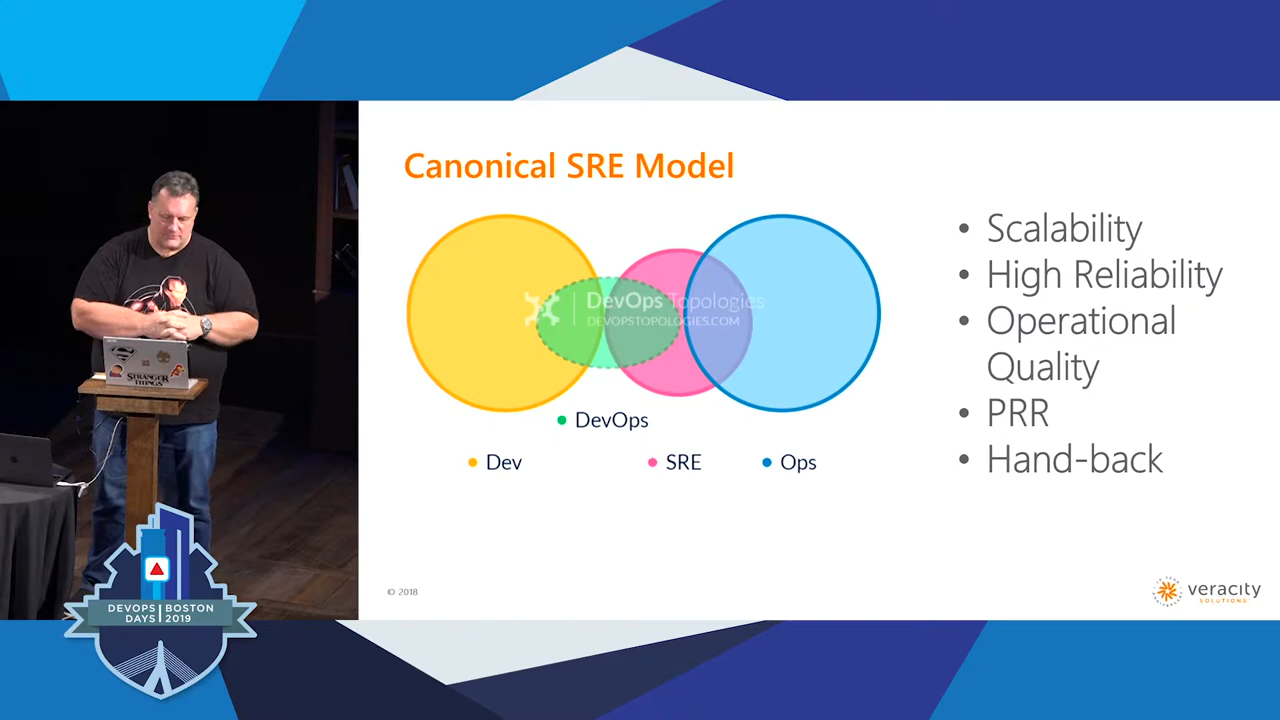 Canonical SRE Model
DevOps Topologies
DEVOPSTOPOLOGIES.COM
• DevOps
• Dev
• SRE
• Ops
• Scalability
• High Reliability
• Operational
Quality
• PRR
• Hand-back
© 2018
veracity
SOLUTIONS
STRANGER
THINGS
DEVOPS | BOSTON
DAYS | 2019